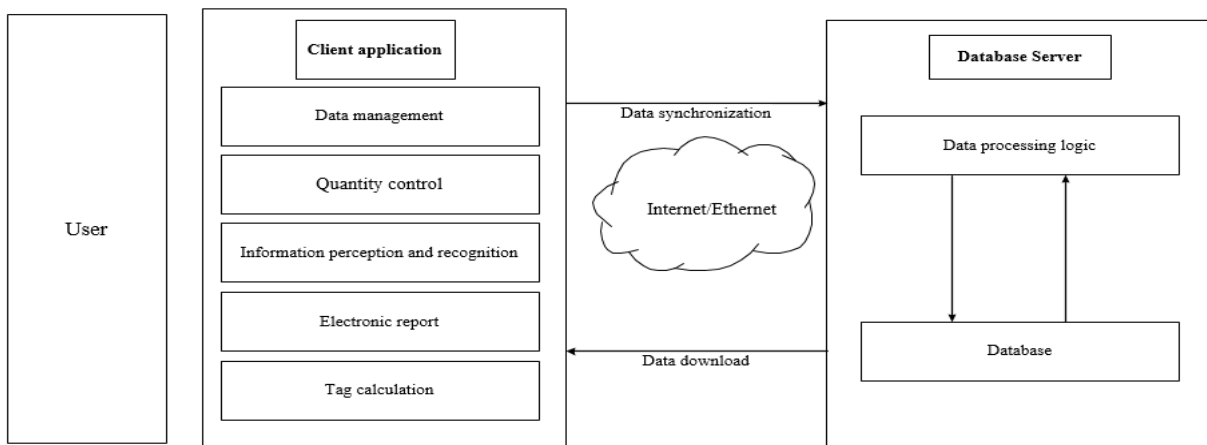 User
Client application
Data management
Quantity control
Information perception and recognition
Electronic report
Tag calculation
Data synchronization
Internet/Ethernet
Data download
Database Server
Data processing logic
Database